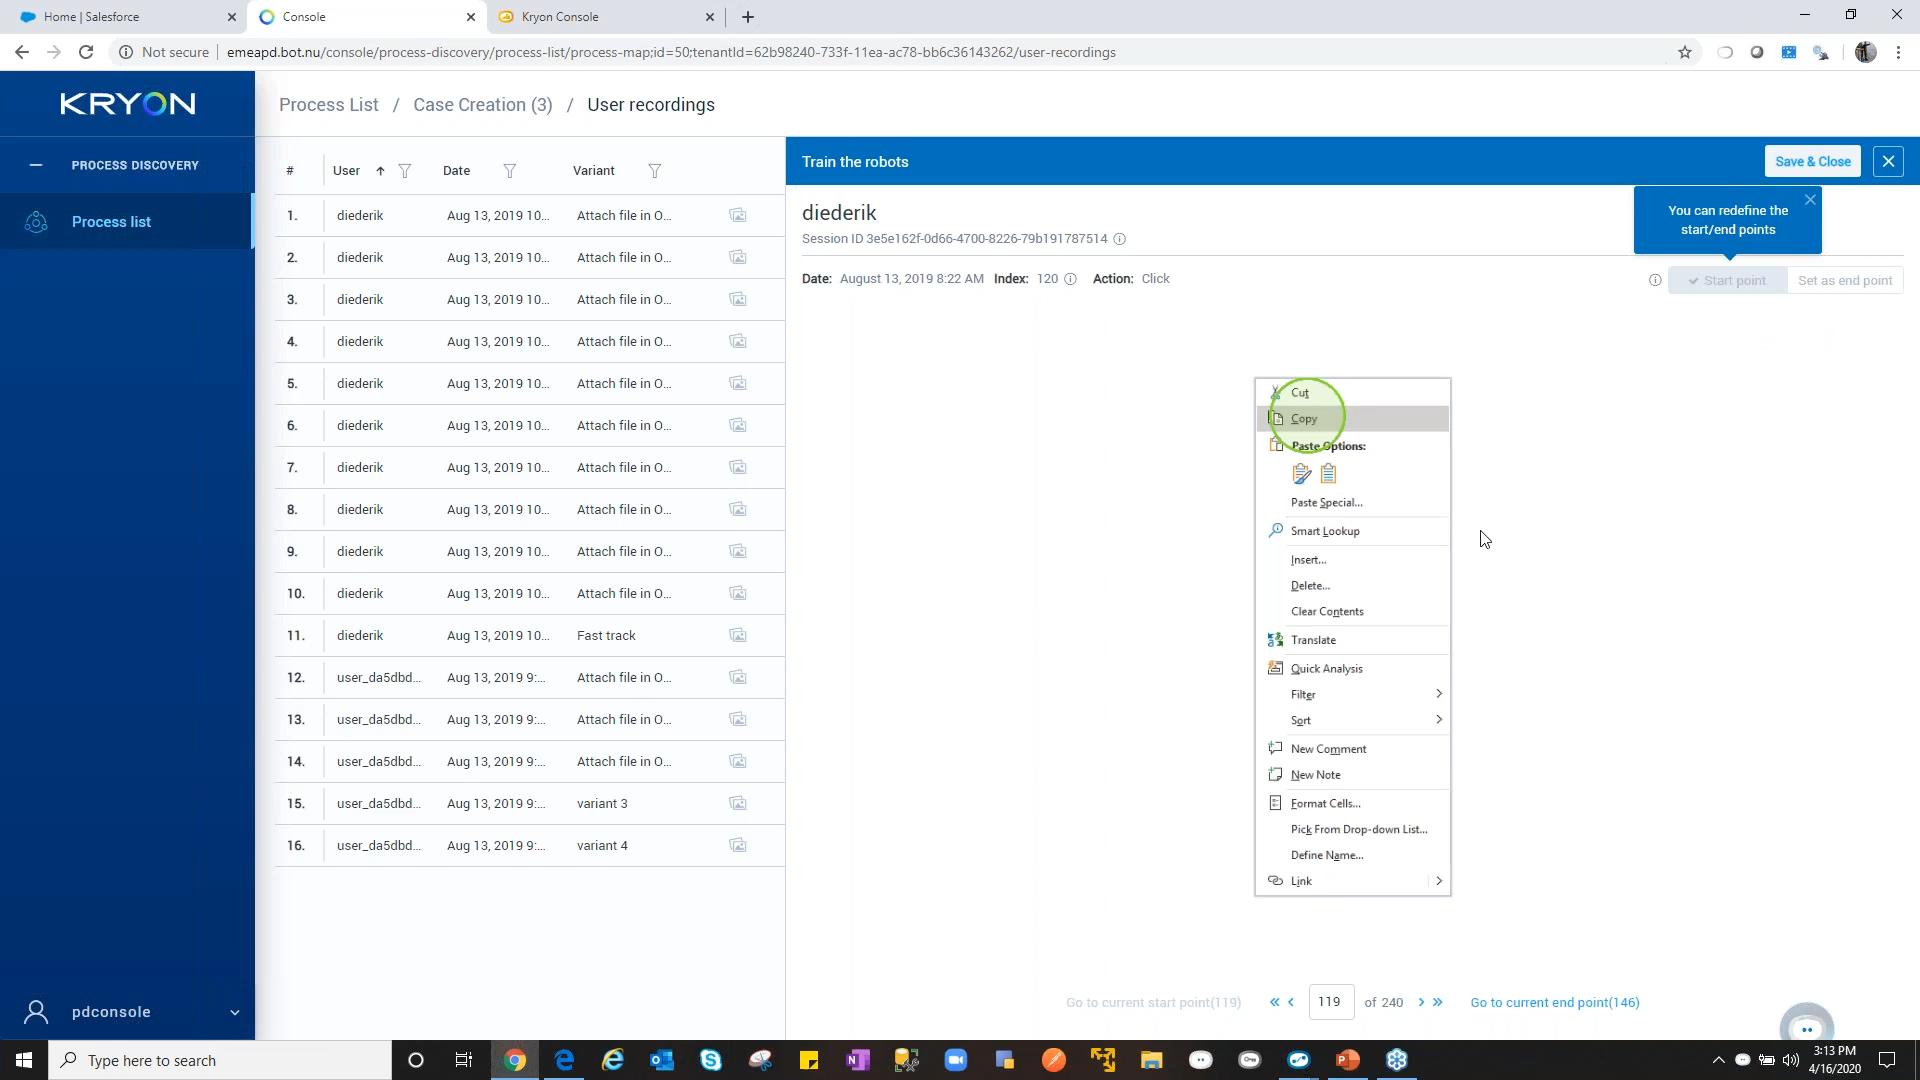 Home | Salesforce
Console
Kryon Console
Not secure
emeapd.bot.nu/console/process-discovery/process-list/process-map;id=50;tenantId=62b98240-733f-11ea-ac78-bb6c36143262/user-recordings
KRYON
Process List / Case Creation (3) / User recordings
PROCESS DISCOVERY
Process list
pdconsole
# User Date Variant
1. diederik Aug 13, 2019 10... Attach file in O...
2. diederik Aug 13, 2019 10... Attach file in O...
3. diederik Aug 13, 2019 10... Attach file in O...
4. diederik Aug 13, 2019 10... Attach file in O...
5. diederik Aug 13, 2019 10... Attach file in O...
6. diederik Aug 13, 2019 10... Attach file in O...
7. diederik Aug 13, 2019 10... Attach file in O...
8. diederik Aug 13, 2019 10... Attach file in O...
9. diederik Aug 13, 2019 10... Attach file in O...
10. diederik Aug 13, 2019 10... Attach file in O...
11. diederik Aug 13, 2019 10... Fast track
12. user_da5dbd... Aug 13, 2019 9:... Attach file in O...
13. user_da5dbd... Aug 13, 2019 9:... Attach file in O...
14. user_da5dbd... Aug 13, 2019 9:... Attach file in O...
15. user_da5dbd... Aug 13, 2019 9:... variant 3
16. user_da5dbd... Aug 13, 2019 9:... variant 4
Train the robots
Save & Close
You can redefine the
start/end points
diederik
Session ID 3e5e162f-0d66-4700-8226-79b191787514
Date: August 13, 2019 8:22 AM Index: 120 Action: Click
Start point
Set as end point
Cut
Copy
Paste Options:
Paste Special...
Smart Lookup
Insert...
Delete...
Clear Contents
Translate
Quick Analysis
Filter
Sort
New Comment
New Note
Format Cells...
Pick From Drop-down List...
Define Name...
Link
Go to current start point(119)
119 of 240
Go to current end point(146)
Type here to search
3:13 PM
4/16/2020